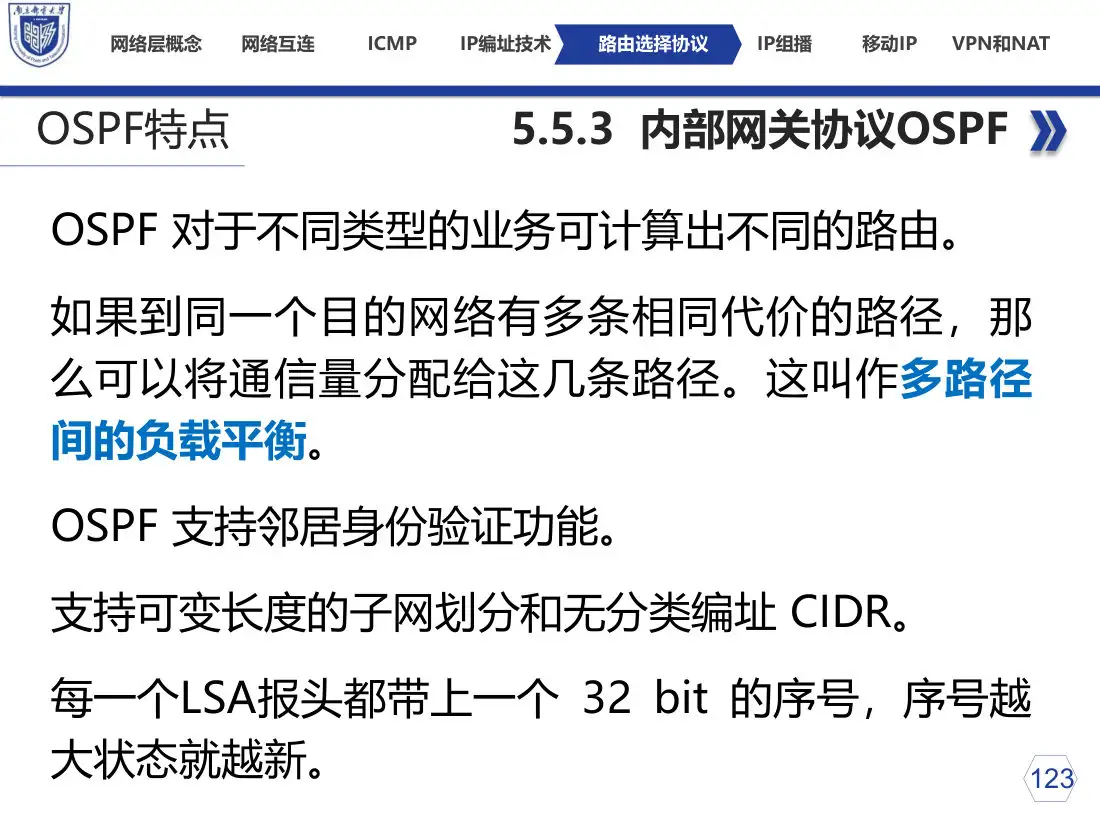 网络层概念 网络互连 ICMP IP编址技术 路由选择协议 IP组播 移动IP VPN和NAT
OSPF特点
5.5.3 内部网关协议OSPF
OSPF 对于不同类型的业务可计算出不同的路由。
如果到同一个目的网络有多条相同代价的路径，那
么可以将通信量分配给这几条路径。这叫作多路径
间的负载平衡。
OSPF 支持邻居身份验证功能。
支持可变长度的子网划分和无分类编址 CIDR。
每一个LSA报头都带上一个 32 bit 的序号，序号越
大状态就越新。
123